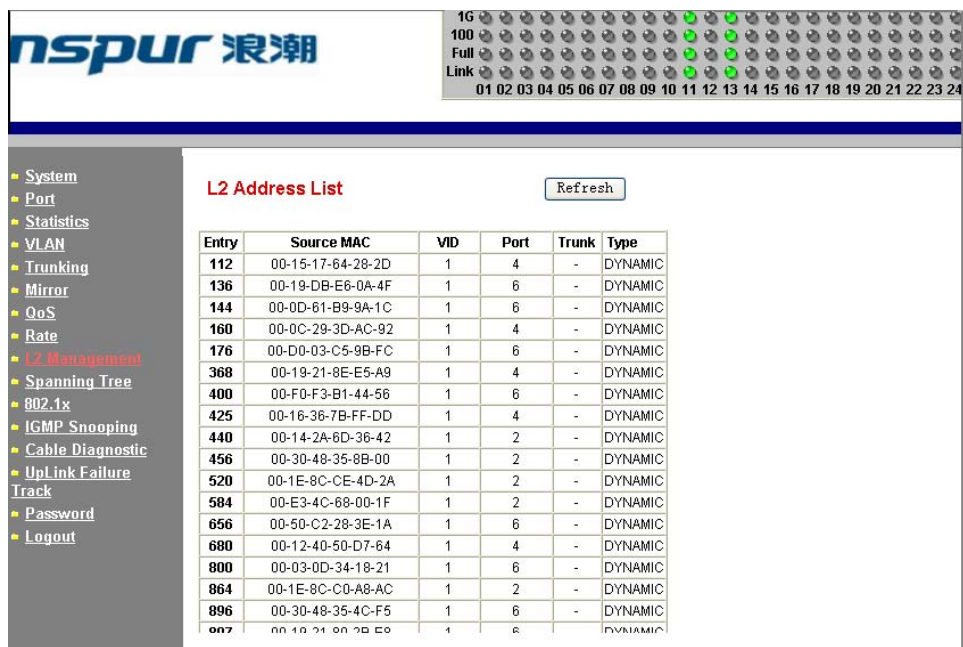 nspur 浪潮
1G
100
Full
Link
01 02 03 04 05 06 07 08 09 10 11 12 13 14 15 16 17 18 19 20 21 22 23 24
System
Port
Statistics
VLAN
Trunking
Mirror
QoS
Rate
L2 Management
Spanning Tree
802.1x
IGMP Snooping
Cable Diagnostic
UpLink Failure
Track
Password
Logout
L2 Address List Refresh
Entry Source MAC VID Port Trunk Type
112 00-15-17-64-28-2D 1 4 - DYNAMIC
136 00-19-DB-E6-0A-4F 1 6 - DYNAMIC
144 00-0D-61-B9-9A-1C 1 6 - DYNAMIC
160 00-0C-29-3D-AC-92 1 4 - DYNAMIC
176 00-D0-03-C5-9B-FC 1 6 - DYNAMIC
368 00-19-21-8E-E5-A9 1 4 - DYNAMIC
400 00-F0-F3-B1-44-56 1 6 - DYNAMIC
425 00-16-36-7B-FF-DD 1 4 - DYNAMIC
440 00-14-2A-6D-36-42 1 2 - DYNAMIC
456 00-30-48-35-8B-00 1 2 - DYNAMIC
520 00-1E-8C-CE-4D-2A 1 2 - DYNAMIC
584 00-E3-4C-68-00-1F 1 2 - DYNAMIC
656 00-50-C2-28-3E-1A 1 6 - DYNAMIC
680 00-12-40-50-D7-64 1 4 - DYNAMIC
800 00-03-0D-34-18-21 1 6 - DYNAMIC
864 00-1E-8C-C0-A8-AC 1 2 - DYNAMIC
896 00-30-48-35-4C-F5 1 6 - DYNAMIC
1 6 DYNAMIC